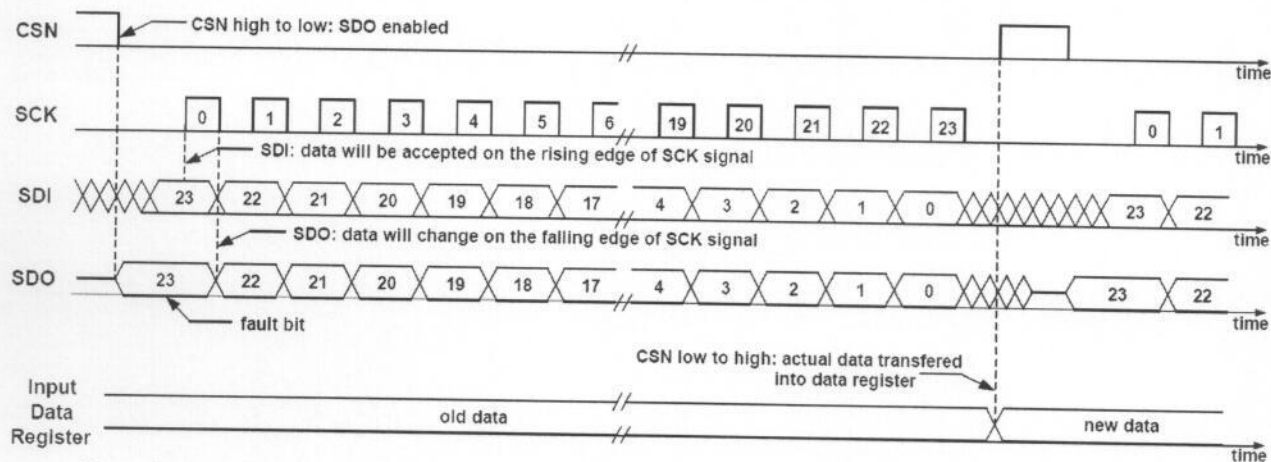 CSN
CSN high to low: SDO enabled
time
SCK
0 1 2 3 4 5 6 19 20 21 22 23 0 1
time
SDI: data will be accepted on the rising edge of SCK signal
SDI
23 22 21 20 19 18 17 4 3 2 1 0 23 22
time
SDO: data will change on the falling edge of SCK signal
SDO
23 22 21 20 19 18 17 4 3 2 1 0 23 22
time
fault bit
CSN low to high: actual data transfered
into data register
Input
Data
Register
old data
new data
time